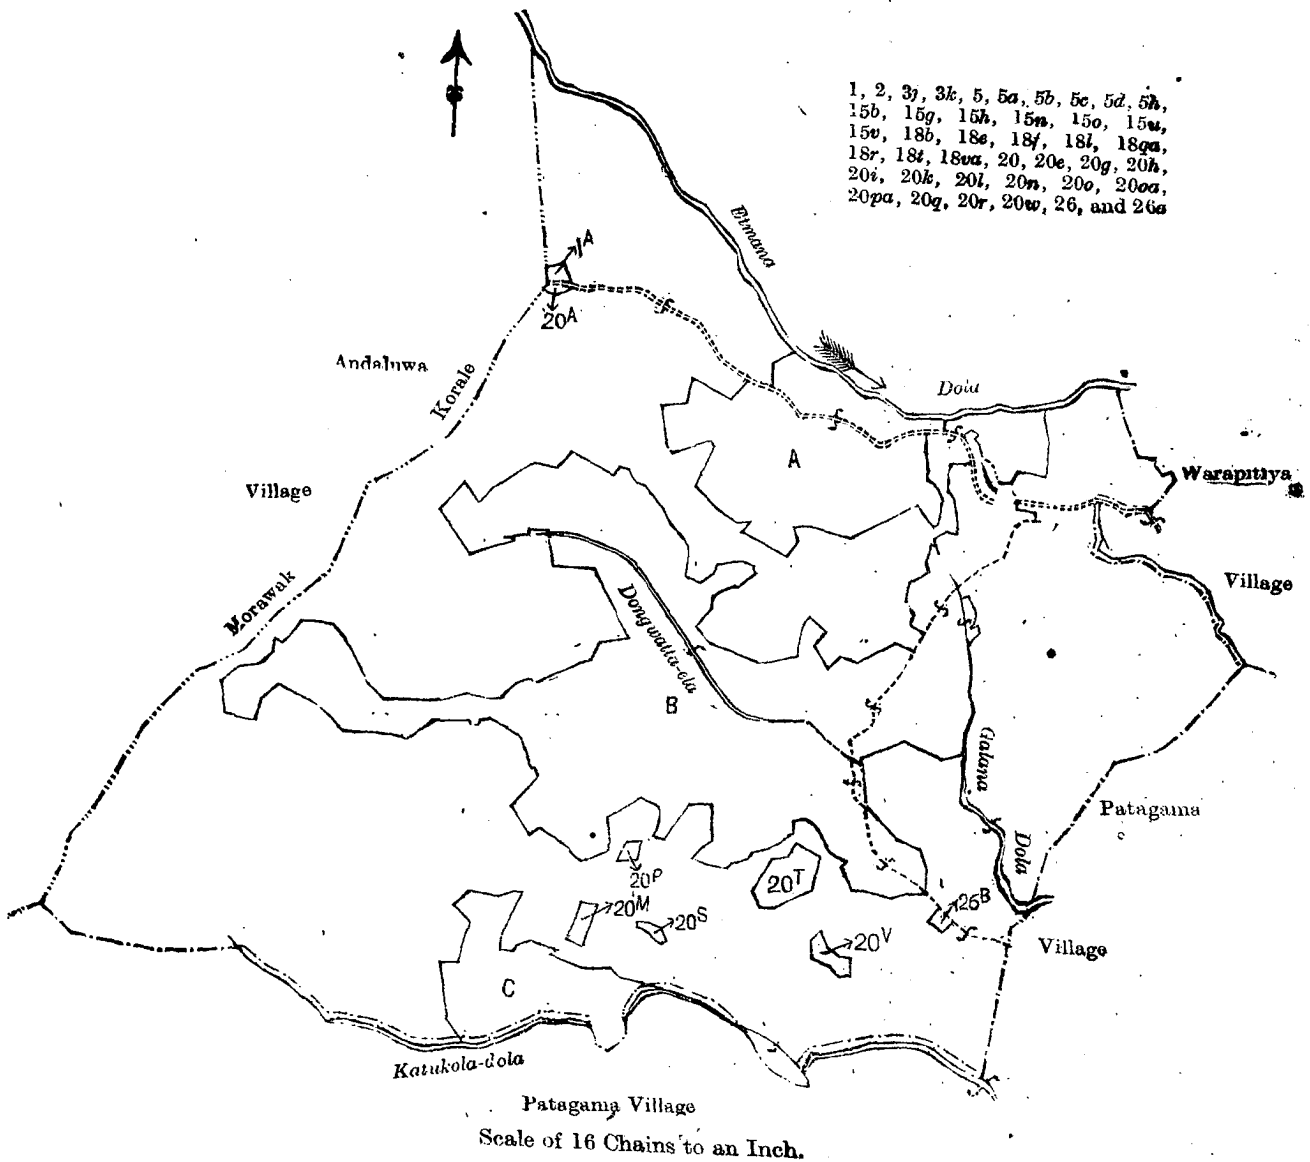 1, 2, 3j, 3k, 5, 5a, 5b, 5c, 5d, 5h,
15b, 15g, 15h, 15n, 15o, 15u,
15v, 18b, 18e, 18f, 18l, 18qa,
18r, 18t, 18va, 20, 20e, 20g, 20h,
20i, 20k, 20l, 20n, 20o, 20oa,
20pa, 20q, 20r, 20w, 26, and 26a
Etmana
1A
20A
Andaluwa
Korale
Dola
A
Village
Warapitiya
Morawak
Village
Dongwatta-ela
B
Galana
Patagama
Dola
20P
20T
20M
20S
26B
20V
Village
C
Katukola-dola
Patagama Village
Scale of 16 Chains to an Inch.